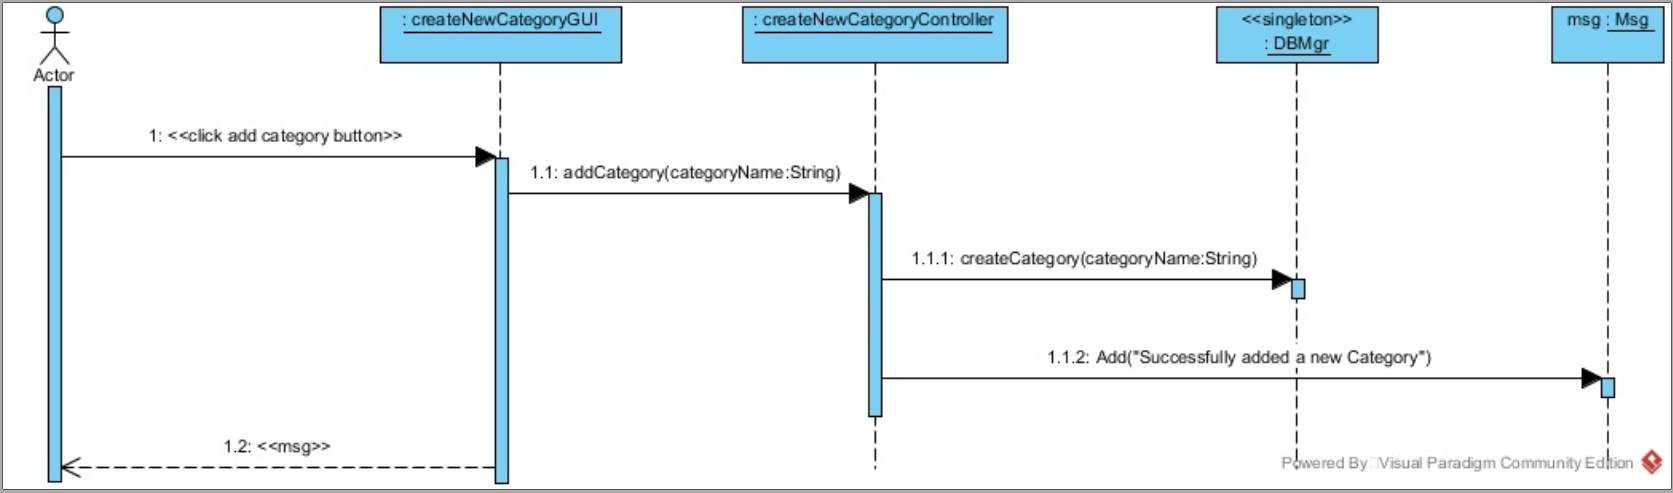 : createNewCategoryGUI
: createNewCategoryController
<<singleton>>
: DBMgr
msg : Msg
Actor
1: <<click add category button>>
1.1: addCategory(categoryName:String)
1.1.1: createCategory(categoryName:String)
1.1.2: Add("Successfully added a new Category")
1.2: <<msg>>
Powered By Visual Paradigm Community Edition